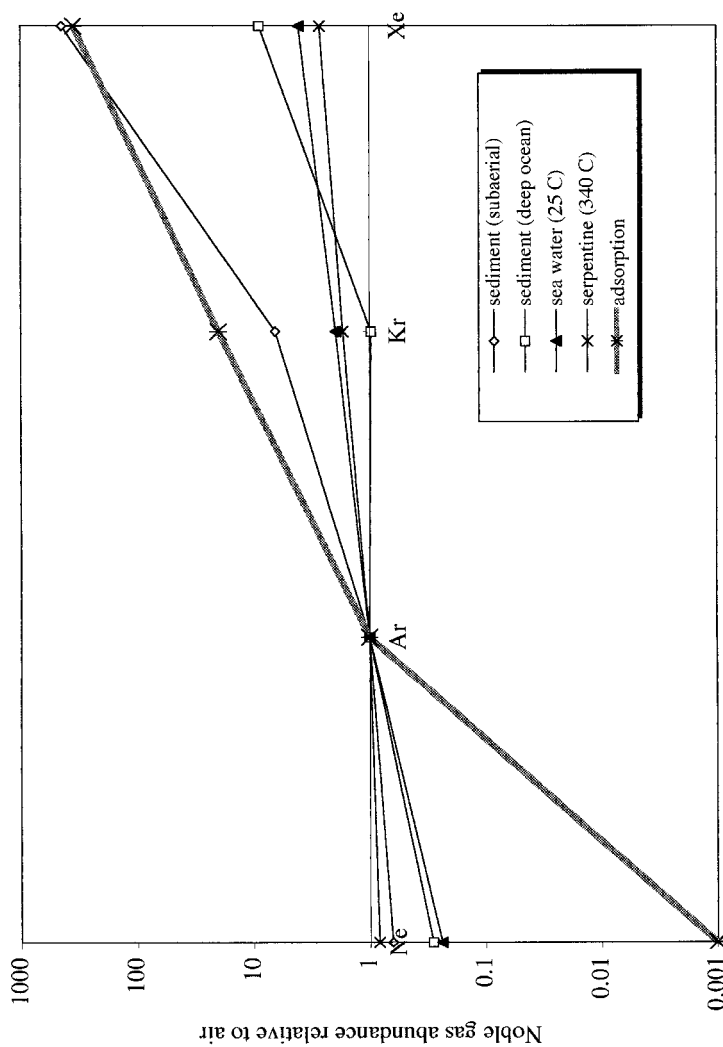 Noble gas abundance relative to air
1000
100
10
1
0.1
0.01
0.001
Ne
Ar
Kr
Xe
sediment (subaerial)
sediment (deep ocean)
sea water (25 C)
serpentine (340 C)
adsorption